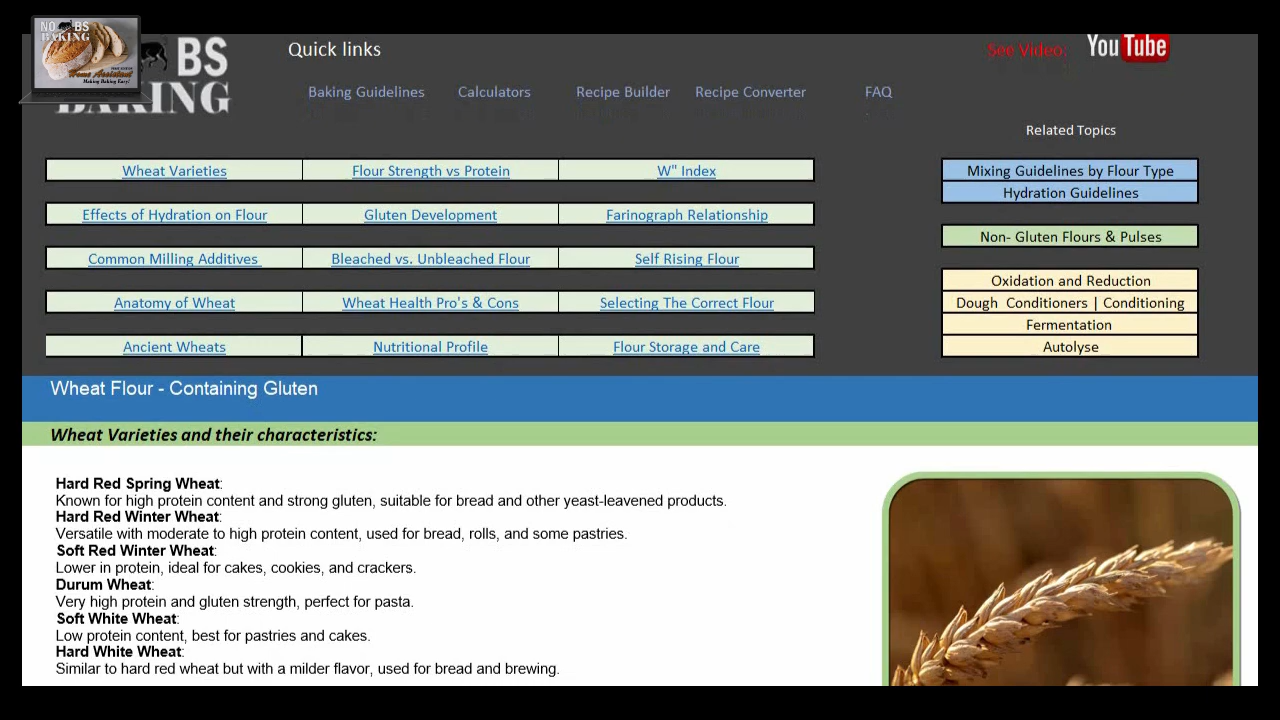 NO BS
BAKING
Home Assistant
Making Baking Easy!
BS
BAKING
Quick links
See Video:
YouTube
Baking Guidelines
Calculators
Recipe Builder
Recipe Converter
FAQ
Related Topics
Wheat Varieties
Flour Strength vs Protein
W" Index
Mixing Guidelines by Flour Type
Hydration Guidelines
Effects of Hydration on Flour
Gluten Development
Farinograph Relationship
Non- Gluten Flours & Pulses
Common Milling Additives
Bleached vs. Unbleached Flour
Self Rising Flour
Oxidation and Reduction
Anatomy of Wheat
Wheat Health Pro's & Cons
Selecting The Correct Flour
Dough Conditioners | Conditioning
Fermentation
Ancient Wheats
Nutritional Profile
Flour Storage and Care
Autolyse
Wheat Flour - Containing Gluten
Wheat Varieties and their characteristics:
Hard Red Spring Wheat:
Known for high protein content and strong gluten, suitable for bread and other yeast-leavened products.
Hard Red Winter Wheat:
Versatile with moderate to high protein content, used for bread, rolls, and some pastries.
Soft Red Winter Wheat:
Lower in protein, ideal for cakes, cookies, and crackers.
Durum Wheat:
Very high protein and gluten strength, perfect for pasta.
Soft White Wheat:
Low protein content, best for pastries and cakes.
Hard White Wheat:
Similar to hard red wheat but with a milder flavor, used for bread and brewing.